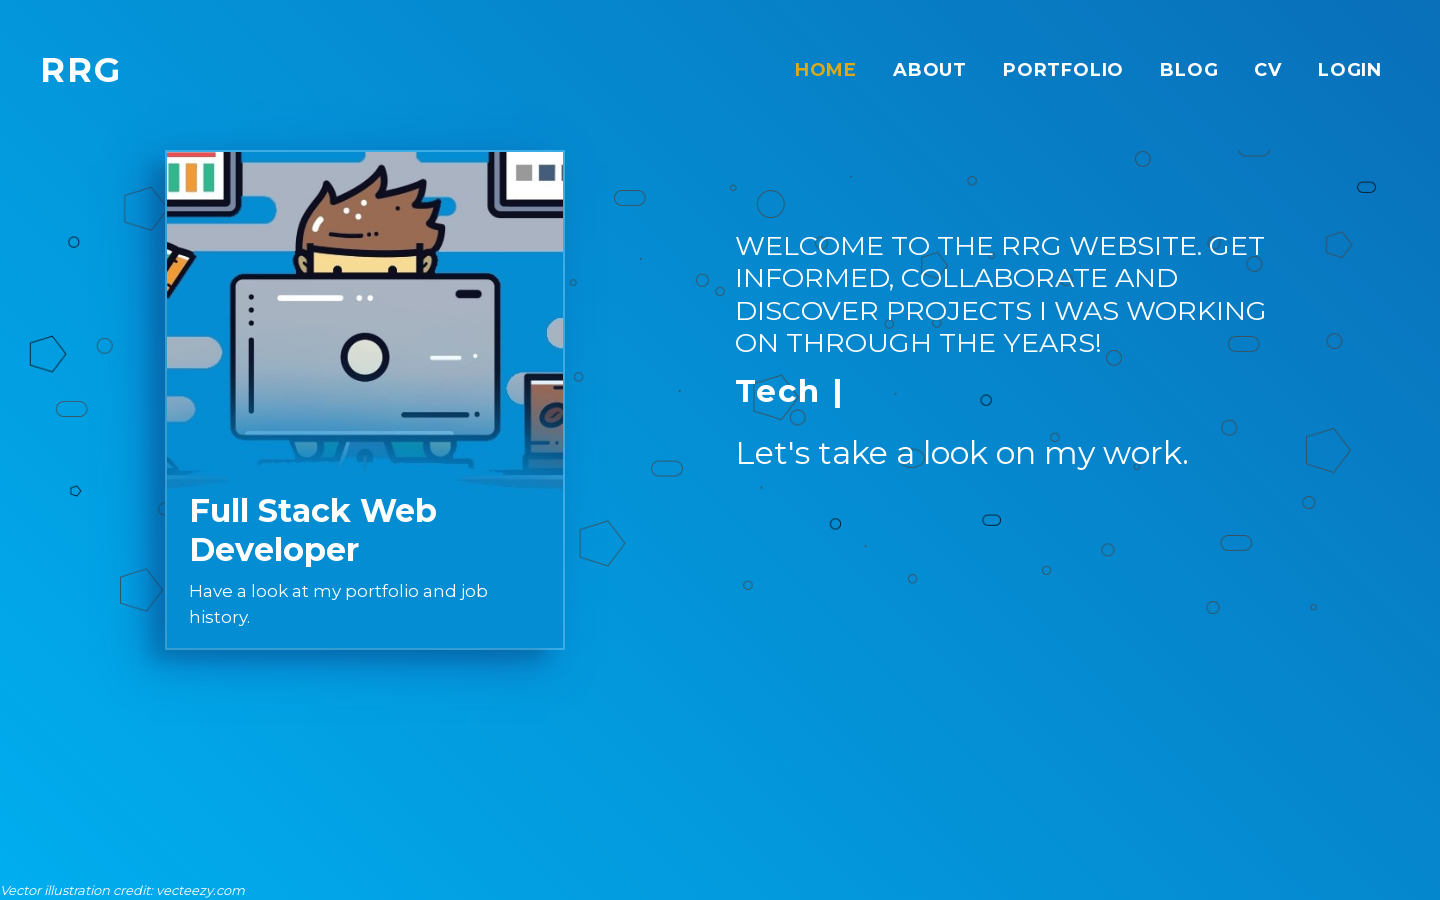 RRG
HOME ABOUT PORTFOLIO BLOG CV LOGIN
Full Stack Web
Developer
Have a look at my portfolio and job
history.
WELCOME TO THE RRG WEBSITE. GET
INFORMED, COLLABORATE AND
DISCOVER PROJECTS I WAS WORKING
ON THROUGH THE YEARS!
Tech |
Let's take a look on my work.
Vector illustration credit: vecteezy.com